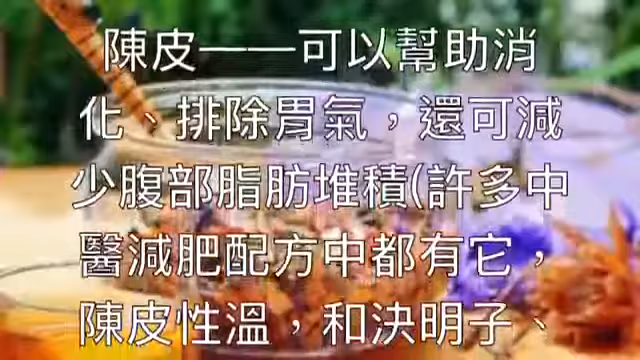 陳皮——可以幫助消
化、排除胃氣，還可減
少腹部脂肪堆積(許多中
醫減肥配方中都有它，
陳皮性溫，和決明子、